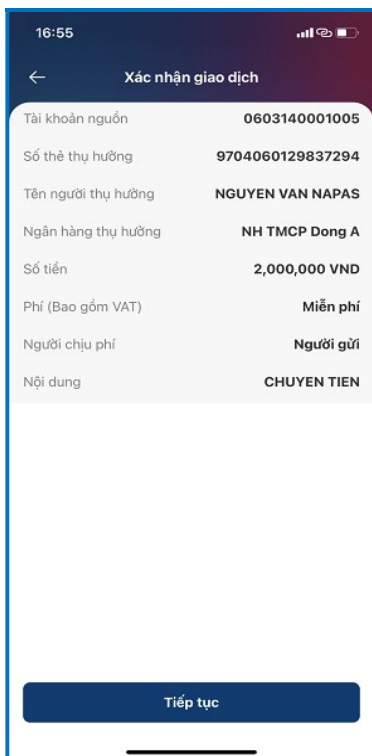 16:55
Xác nhận giao dịch
Tài khoản nguồn 0603140001005
Số thẻ thụ hưởng 9704060129837294
Tên người thụ hưởng NGUYEN VAN NAPAS
Ngân hàng thụ hưởng NH TMCP Dong A
Số tiền 2,000,000 VND
Phí (Bao gồm VAT) Miễn phí
Người chịu phí Người gửi
Nội dung CHUYEN TIEN
Tiếp tục